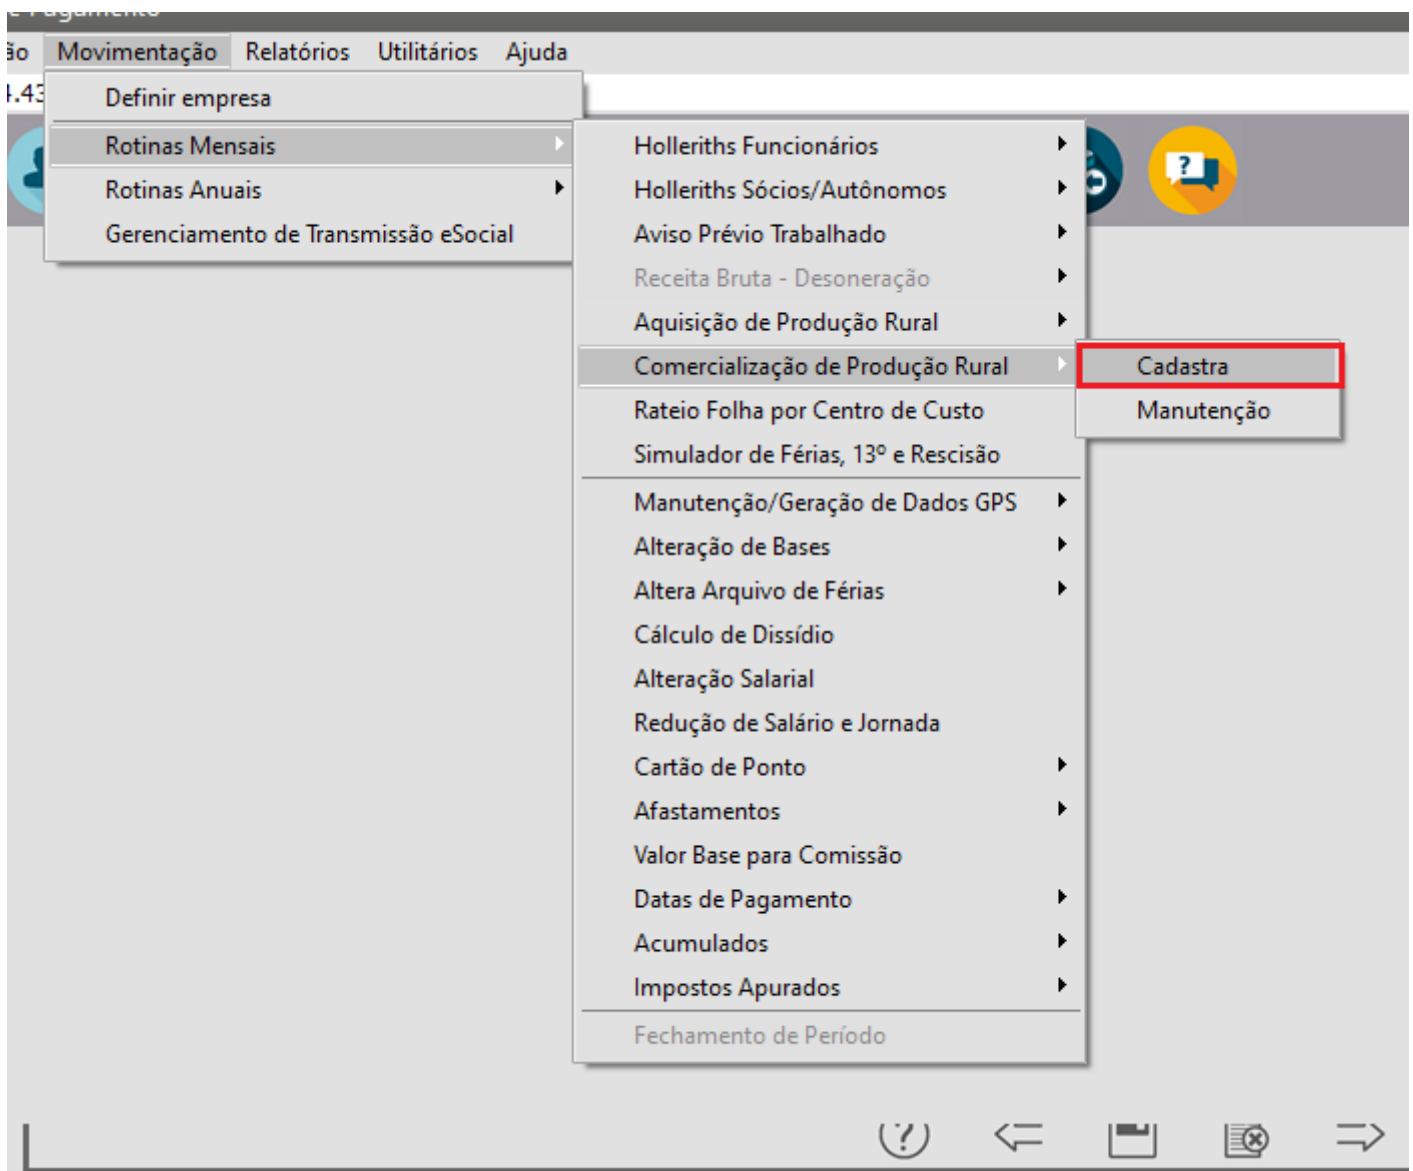 e Pagamento
ão Movimentação Relatórios Utilitários Ajuda
4.43
Definir empresa
Rotinas Mensais
Rotinas Anuais
Gerenciamento de Transmissão eSocial
Holleriths Funcionários
Holleriths Sócios/Autônomos
Aviso Prévio Trabalhado
Receita Bruta - Desoneração
Aquisição de Produção Rural
Comercialização de Produção Rural
Rateio Folha por Centro de Custo
Simulador de Férias, 13º e Rescisão
Manutenção/Geração de Dados GPS
Alteração de Bases
Altera Arquivo de Férias
Cálculo de Dissídio
Alteração Salarial
Redução de Salário e Jornada
Cartão de Ponto
Afastamentos
Valor Base para Comissão
Datas de Pagamento
Acumulados
Impostos Apurados
Fechamento de Período
Cadastra
Manutenção